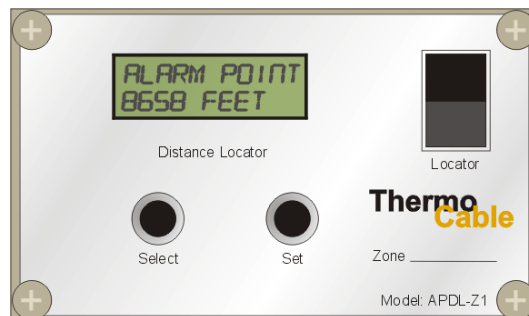 ALARM POINT
8658 FEET
Distance Locator
Locator
Thermo
Cable
Select
Set
Zone
Model: APDL-Z1